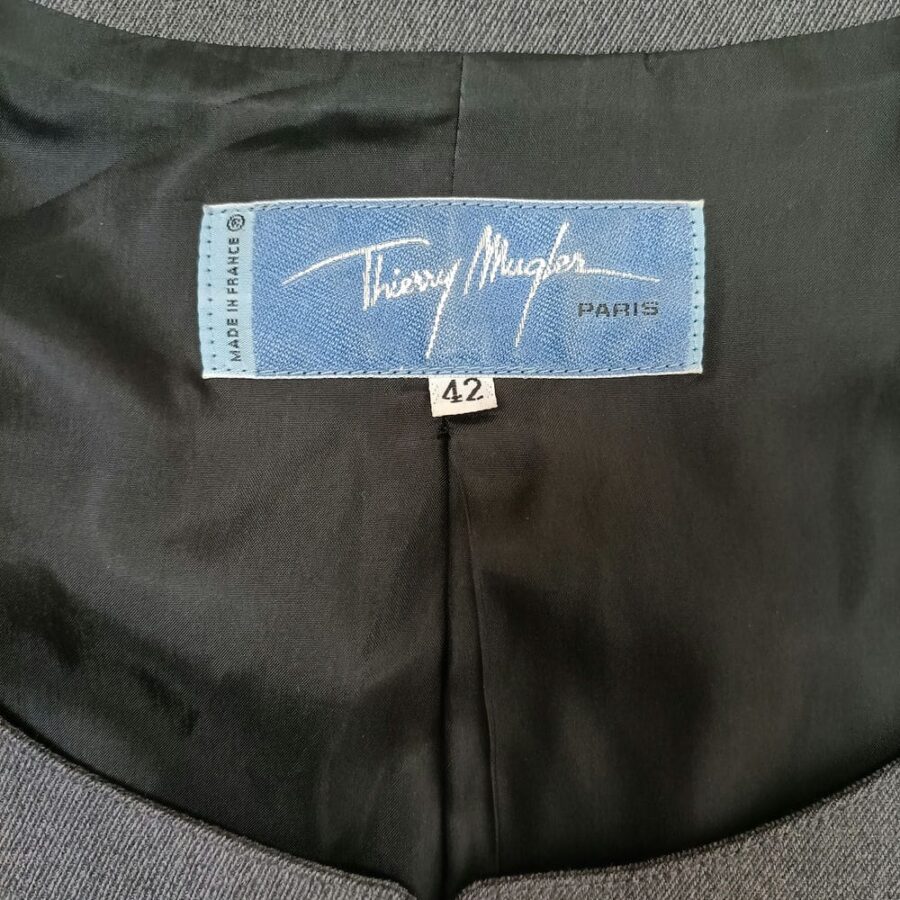 MADE IN FRANCE ®
Thierry Mugler
PARIS
42